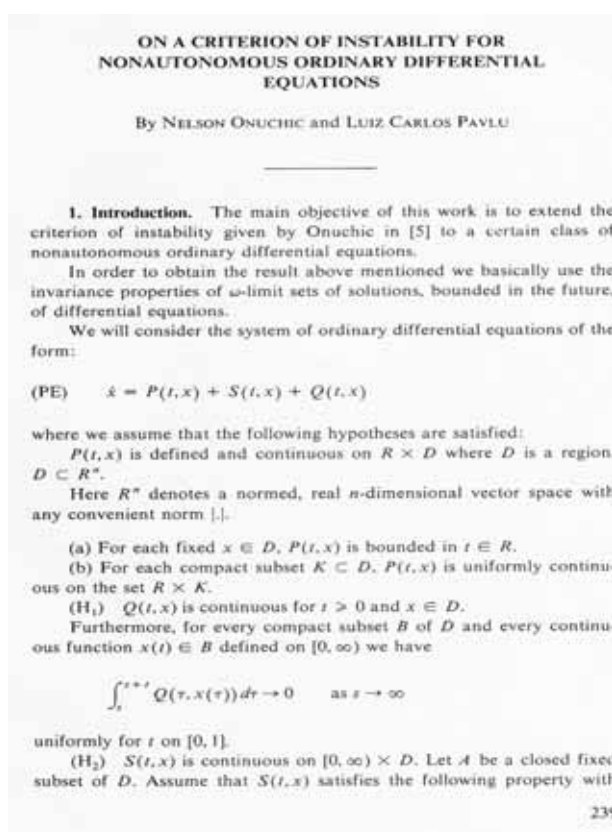 ON A CRITERION OF INSTABILITY FOR
NONAUTONOMOUS ORDINARY DIFFERENTIAL
EQUATIONS
By NELSON ONUCHIC and LUIZ CARLOS PAVLU
1. Introduction. The main objective of this work is to extend the
criterion of instability given by Onuchic in [5] to a certain class of
nonautonomous ordinary differential equations.
In order to obtain the result above mentioned we basically use the
invariance properties of ω-limit sets of solutions, bounded in the future,
of differential equations.
We will consider the system of ordinary differential equations of the
form:
(PE) ẋ = P(t, x) + S(t, x) + Q(t, x)
where we assume that the following hypotheses are satisfied:
P(t, x) is defined and continuous on R × D where D is a region,
D ⊂ Rⁿ.
Here Rⁿ denotes a normed, real n-dimensional vector space with
any convenient norm |.|.
(a) For each fixed x ∈ D, P(t, x) is bounded in t ∈ R.
(b) For each compact subset K ⊂ D, P(t, x) is uniformly continu-
ous on the set R × K.
(H₁) Q(t, x) is continuous for t ⩾ 0 and x ∈ D.
Furthermore, for every compact subset B of D and every continu-
ous function x(t) ∈ B defined on [0, ∞) we have
∫ₛˢ⁺ᵗ Q(τ, x(τ)) dτ → 0 as s → ∞
uniformly for t on [0, 1].
(H₂) S(t, x) is continuous on [0, ∞) × D. Let A be a closed fixed
subset of D. Assume that S(t, x) satisfies the following property with
239